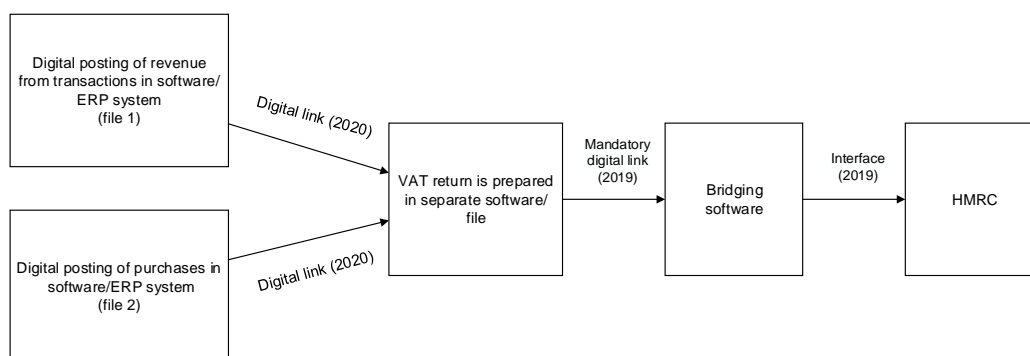 Digital posting of revenue
from transactions in software/
ERP system
(file 1)
Digital link (2020)
Digital posting of purchases in
software/ERP system
(file 2)
Digital link (2020)
VAT return is prepared
in separate software/
file
Mandatory
digital link
(2019)
Bridging
software
Interface
(2019)
HMRC